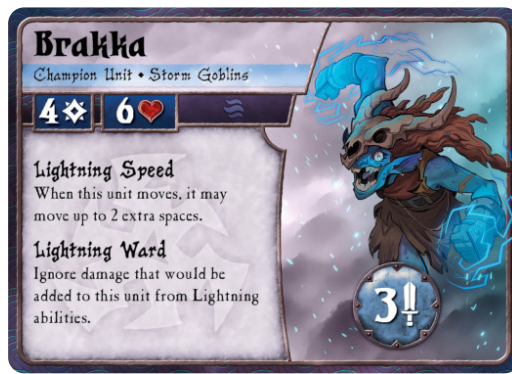 Brakka
Champion Unit • Storm Goblins
4 6
Lightning Speed
When this unit moves, it may
move up to 2 extra spaces.
Lightning Ward
Ignore damage that would be
added to this unit from Lightning
abilities.
3